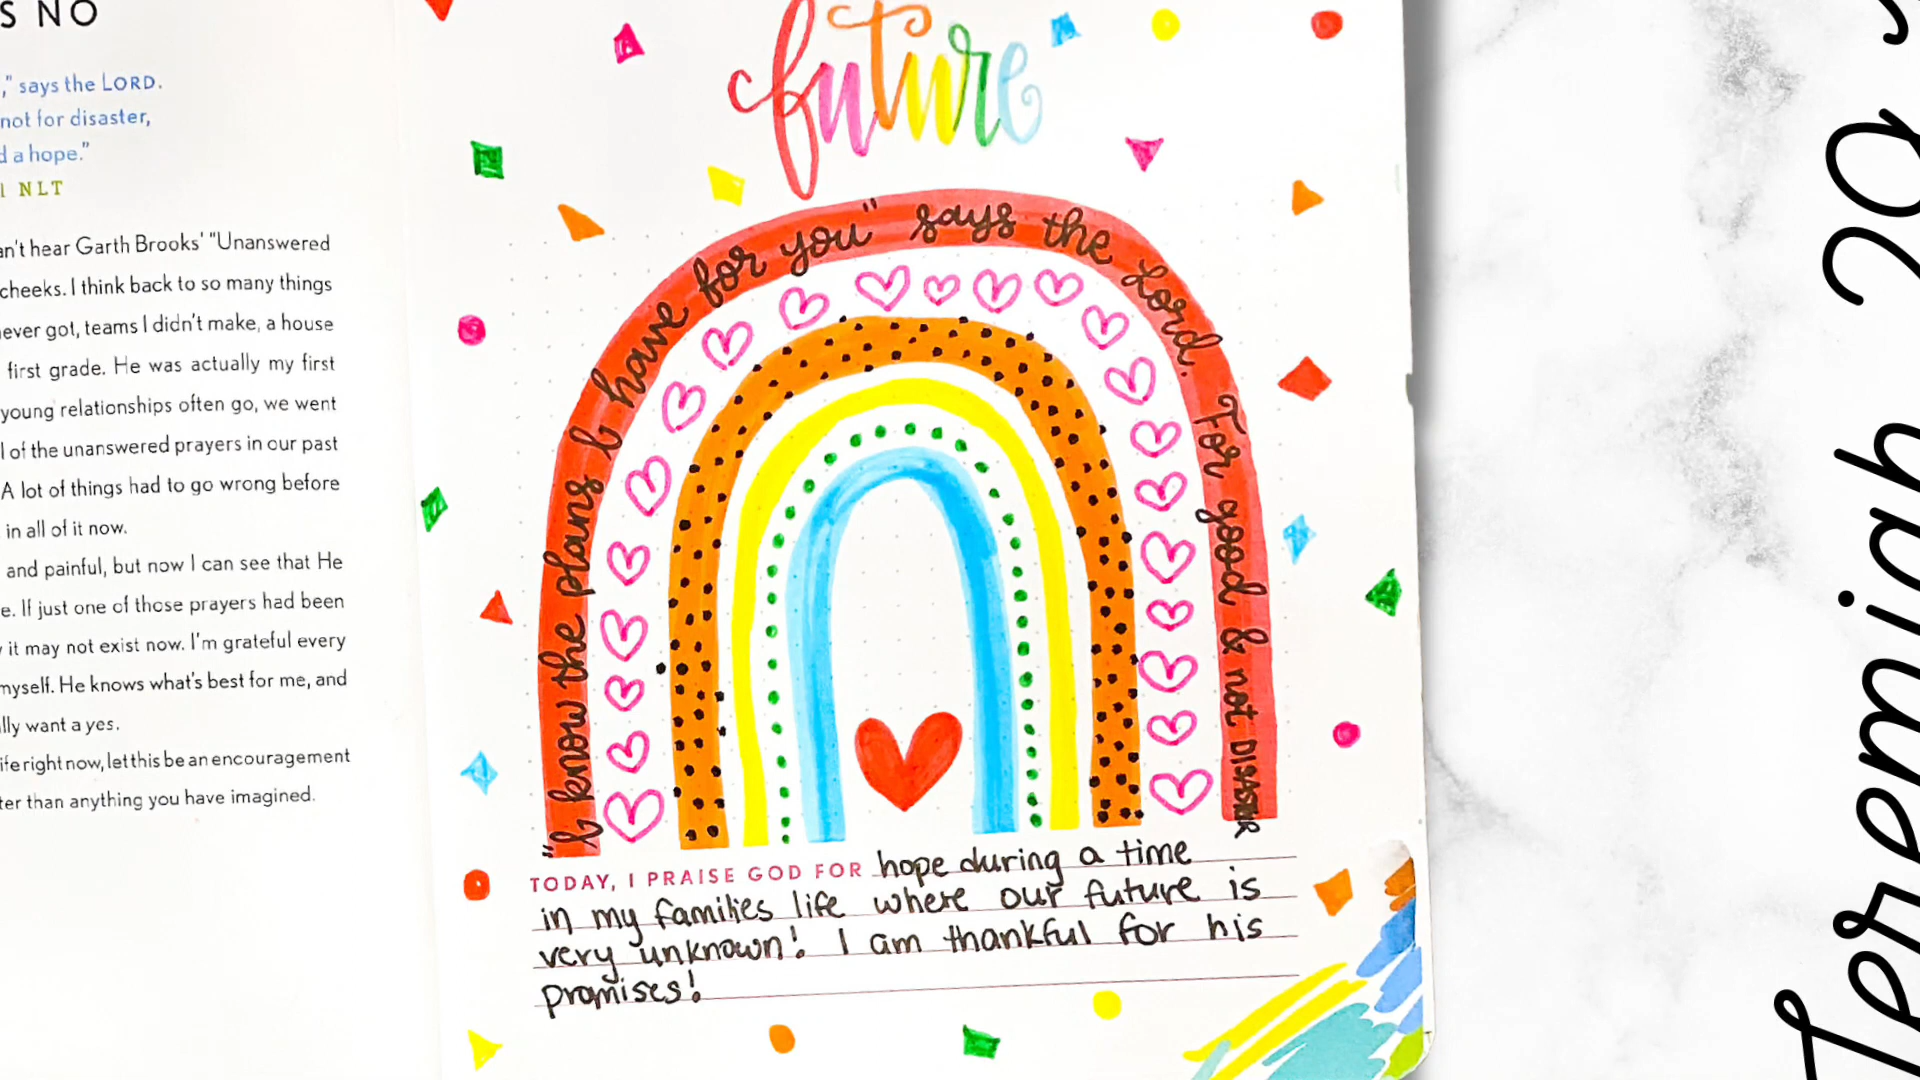 S NO
," says the LORD.
not for disaster,
d a hope."
1 NLT
an't hear Garth Brooks' "Unanswered
cheeks. I think back to so many things
never got, teams I didn't make, a house
first grade. He was actually my first
young relationships often go, we went
l of the unanswered prayers in our past
A lot of things had to go wrong before
in all of it now.
and painful, but now I can see that He
e. If just one of those prayers had been
y it may not exist now. I'm grateful every
myself. He knows what's best for me, and
lly want a yes.
ife right now, let this be an encouragement
ter than anything you have imagined.
future
"I know the plans I have for you" says the Lord. For good & not DISASTER
TODAY, I PRAISE GOD FOR hope during a time
in my families life where our future is
very unknown! I am thankful for his
promises!
Jeremiah 29